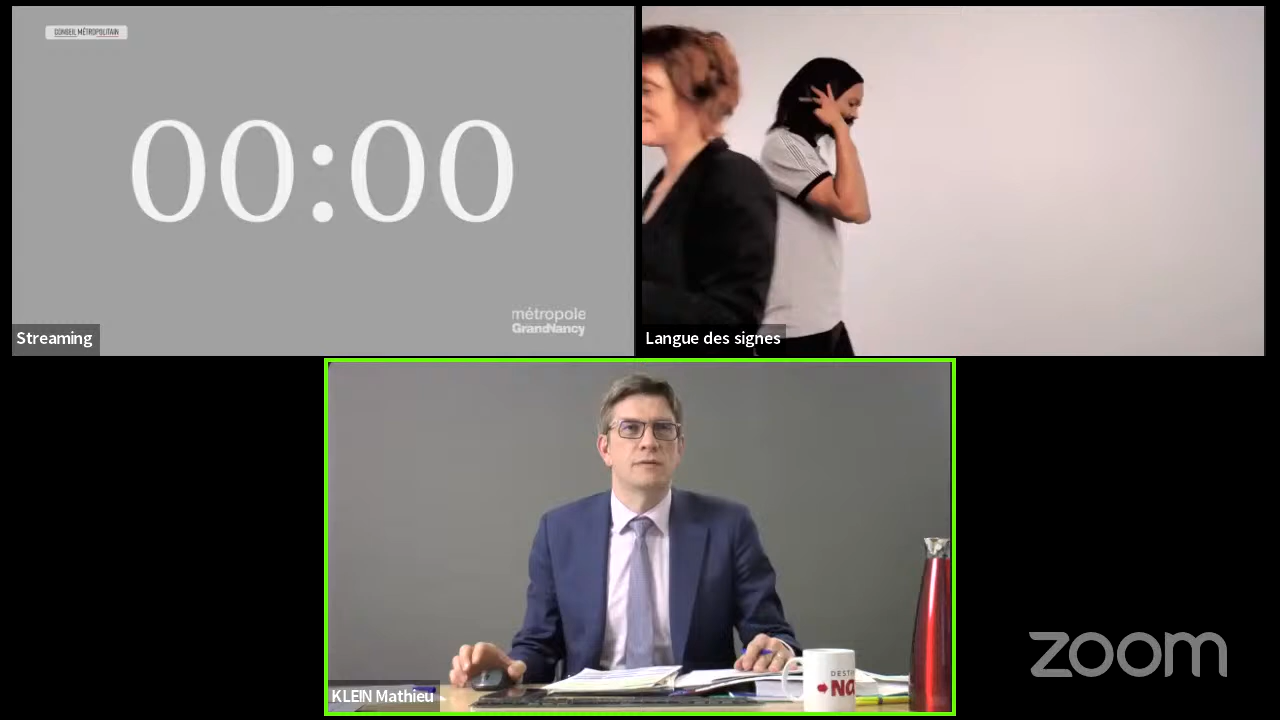 CONSEIL MÉTROPOLITAIN
00:00
métropole
GrandNancy
Streaming
Langue des signes
KLEIN Mathieu
zoom